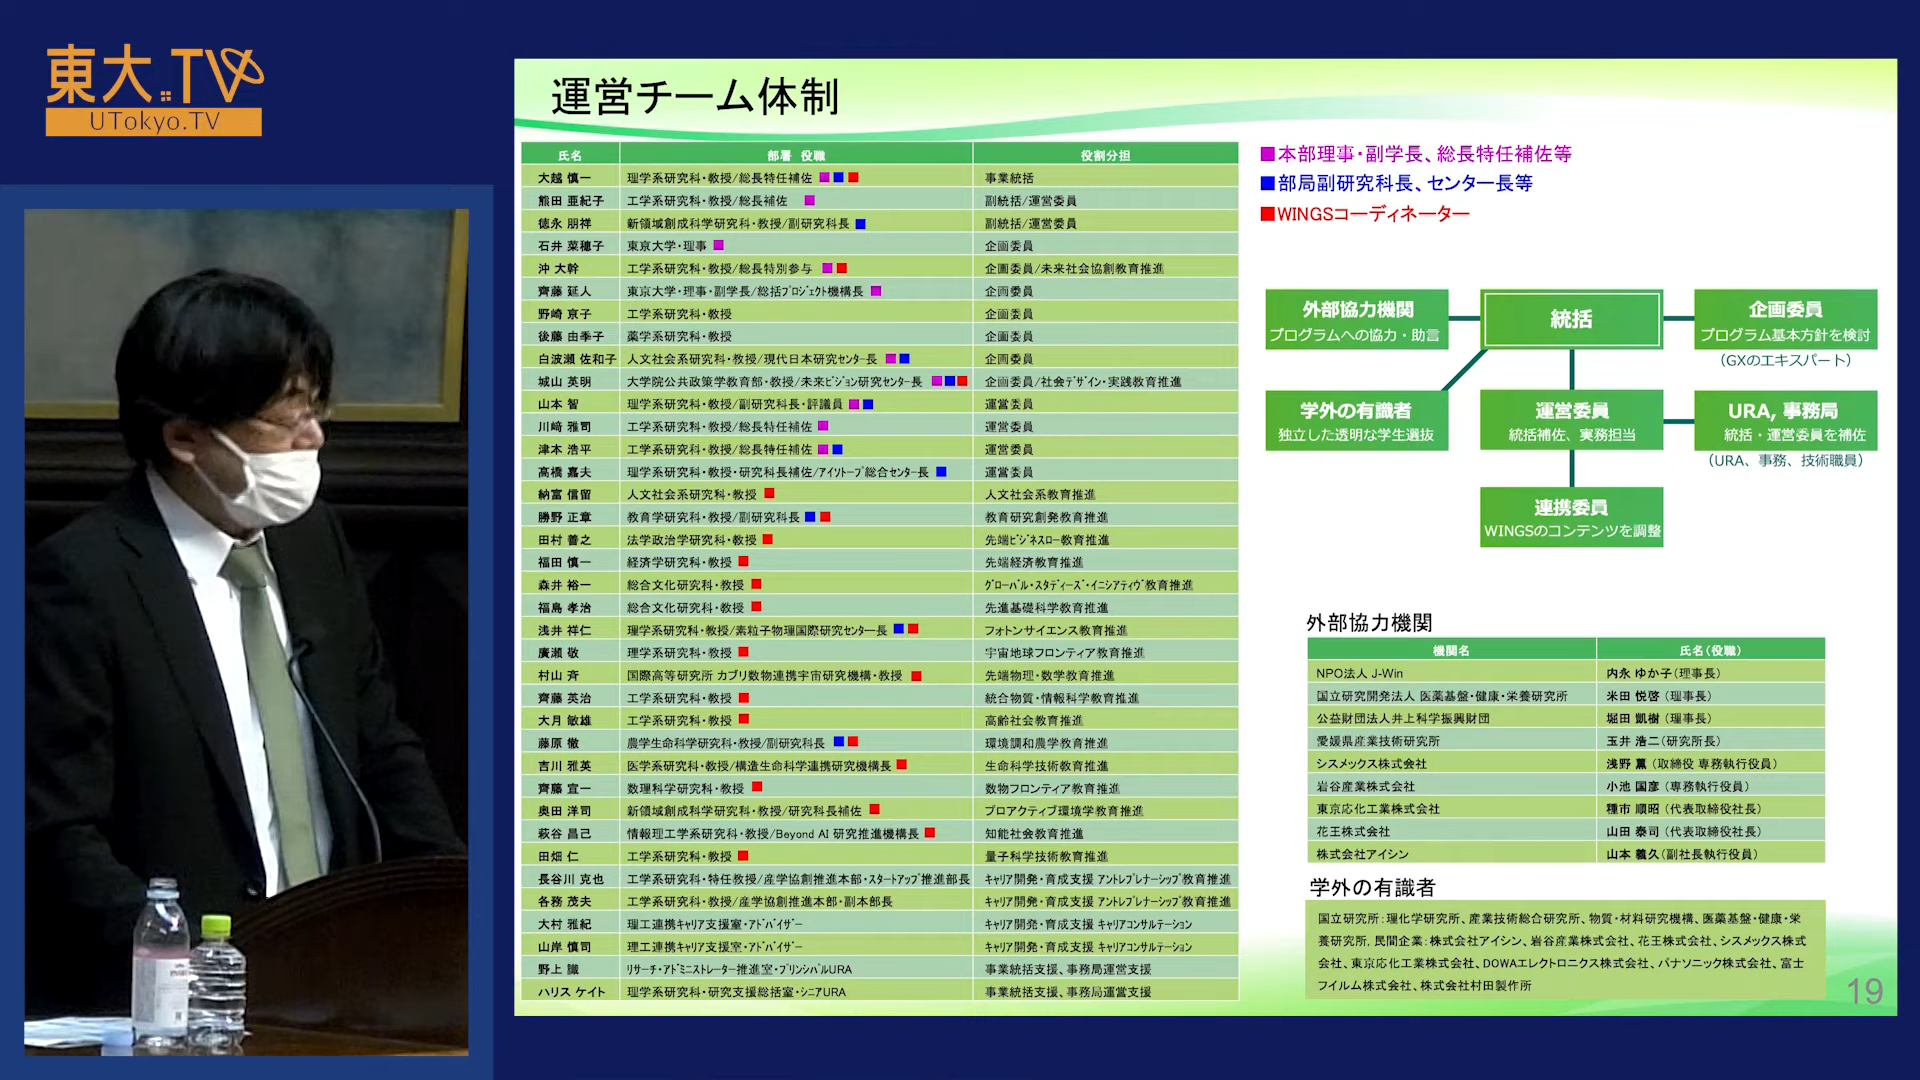 東大.TV
UTokyo.TV
運営チーム体制
氏名 部署 役職 役割分担
大越 慎一 理学系研究科・教授/総長特任補佐 事業統括
熊田 亜紀子 工学系研究科・教授/総長補佐 副統括/運営委員
徳永 朋祥 新領域創成科学研究科・教授/副研究科長 副統括/運営委員
石井 菜穂子 東京大学・理事 企画委員
沖 大幹 工学系研究科・教授/総長特別参与 企画委員/未来社会協創教育推進
齊藤 延人 東京大学・理事・副学長/総括プロジェクト機構長 企画委員
野崎 京子 工学系研究科・教授 企画委員
後藤 由季子 薬学系研究科・教授 企画委員
白波瀬 佐和子 人文社会系研究科・教授/現代日本研究センター長 企画委員
城山 英明 大学院公共政策学教育部・教授/未来ビジョン研究センター長 企画委員/社会デザイン・実践教育推進
山本 智 理学系研究科・教授/副研究科長・評議員 運営委員
川﨑 雅司 工学系研究科・教授/総長特任補佐 運営委員
津本 浩平 工学系研究科・教授/総長特任補佐 運営委員
高橋 嘉夫 理学系研究科・教授・研究科長補佐/アイソトープ総合センター長 運営委員
納富 信留 人文社会系研究科・教授 人文社会系教育推進
勝野 正章 教育学研究科・教授/副研究科長 教育研究創発教育推進
田村 善之 法学政治学研究科・教授 先端ビジネスロー教育推進
福田 慎一 経済学研究科・教授 先端経済教育推進
森井 裕一 総合文化研究科・教授 グローバル・スタディーズ・イニシアティヴ教育推進
福島 孝治 総合文化研究科・教授 先進基礎科学教育推進
浅井 祥仁 理学系研究科・教授/素粒子物理国際研究センター長 フォトンサイエンス教育推進
廣瀬 敬 理学系研究科・教授 宇宙地球フロンティア教育推進
村山 斉 国際高等研究所 カブリ数物連携宇宙研究機構・教授 先端物理・数学教育推進
齊藤 英治 工学系研究科・教授 統合物質・情報科学教育推進
大月 敏雄 工学系研究科・教授 高齢社会教育推進
藤原 徹 農学生命科学研究科・教授/副研究科長 環境調和農学教育推進
吉川 雅英 医学系研究科・教授/構造生命科学連携研究機構長 生命科学技術教育推進
齊藤 宣一 数理科学研究科・教授 数物フロンティア教育推進
奥田 洋司 新領域創成科学研究科・教授/研究科長補佐 プロアクティブ環境学教育推進
萩谷 昌己 情報理工学系研究科・教授/Beyond AI 研究推進機構長 知能社会教育推進
田畑 仁 工学系研究科・教授 量子科学技術教育推進
長谷川 克也 工学系研究科・特任教授/産学協創推進本部・スタートアップ推進部長 キャリア開発・育成支援 アントレプレナーシップ教育推進
各務 茂夫 工学系研究科・教授/産学協創推進本部・副本部長 キャリア開発・育成支援 アントレプレナーシップ教育推進
大村 雅紀 理工連携キャリア支援室・アドバイザー キャリア開発・育成支援 キャリアコンサルテーション
山岸 慎司 理工連携キャリア支援室・アドバイザー キャリア開発・育成支援 キャリアコンサルテーション
野上 識 リサーチ・アドミニストレーター推進室・プリンシパルURA 事業統括支援、事務局運営支援
ハリス ケイト 理学系研究科・研究支援総括室・シニアURA 事業統括支援、事務局運営支援
■本部理事・副学長、総長特任補佐等
■部局副研究科長、センター長等
■WINGSコーディネーター
外部協力機関
プログラムへの協力・助言
統括
企画委員
プログラム基本方針を検討
（GXのエキスパート）
学外の有識者
独立した透明な学生選抜
運営委員
統括補佐、実務担当
URA, 事務局
統括・運営委員を補佐
（URA、事務、技術職員）
連携委員
WINGSのコンテンツを調整
外部協力機関
機関名 氏名（役職）
NPO法人 J-Win 内永 ゆか子（理事長）
国立研究開発法人 医薬基盤・健康・栄養研究所 米田 悦啓（理事長）
公益財団法人井上科学振興財団 堀田 凱樹（理事長）
愛媛県産業技術研究所 玉井 浩二（研究所長）
シスメックス株式会社 浅野 薫（取締役 専務執行役員）
岩谷産業株式会社 小池 国彦（専務執行役員）
東京応化工業株式会社 種市 順昭（代表取締役社長）
花王株式会社 山田 泰司（代表取締役社長）
株式会社アイシン 山本 義久（副社長執行役員）
学外の有識者
国立研究所：理化学研究所、産業技術総合研究所、物質・材料研究機構、医薬基盤・健康・栄
養研究所, 民間企業：株式会社アイシン、岩谷産業株式会社、花王株式会社、シスメックス株式
会社、東京応化工業株式会社、DOWAエレクトロニクス株式会社、パナソニック株式会社、富士
フイルム株式会社、株式会社村田製作所
19